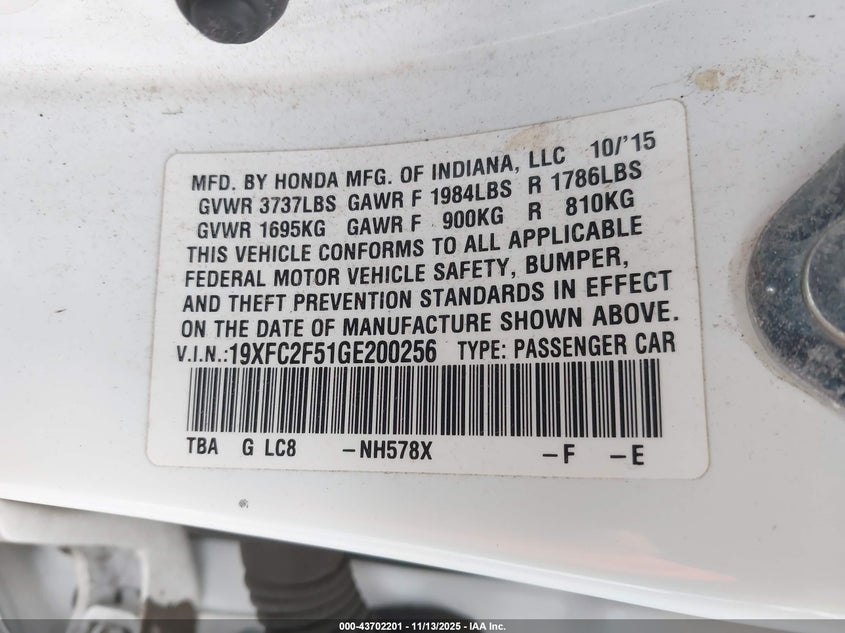 MFD. BY HONDA MFG. OF INDIANA, LLC 10/'15
GVWR 3737LBS GAWR F 1984LBS R 1786LBS
GVWR 1695KG GAWR F 900KG R 810KG
THIS VEHICLE CONFORMS TO ALL APPLICABLE
FEDERAL MOTOR VEHICLE SAFETY, BUMPER,
AND THEFT PREVENTION STANDARDS IN EFFECT
ON THE DATE OF MANUFACTURE SHOWN ABOVE.
V.I.N.:19XFC2F51GE200256 TYPE: PASSENGER CAR
TBA G LC8 -NH578X -F -E
000-43702201 - 11/13/2025 - IAA Inc.